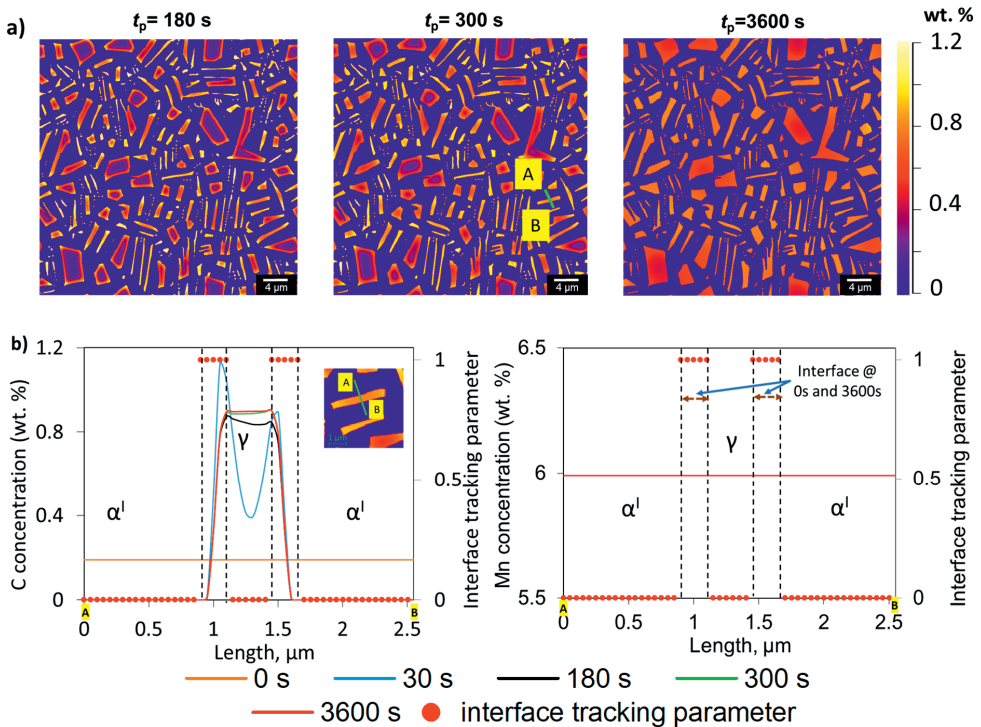 a)
tp= 180 s
tp= 300 s
tp=3600 s
wt. %
1.2
0.8
0.4
0
A
B
4 μm
4 μm
4 μm
b)
C concentration (wt. %)
1.2
0.8
0.4
0
αᴵ
γ
αᴵ
A
B
1 μm
A
B
0
0.5
1
1.5
2
2.5
Length, μm
1
0.5
0
Interface tracking parameter
Mn concentration (wt. %)
6.5
6
5.5
Interface @
0s and 3600s
γ
αᴵ
αᴵ
A
B
0
0.5
1
1.5
2
2.5
Length, μm
1
0.5
0
Interface tracking parameter
0 s
30 s
180 s
300 s
3600 s
interface tracking parameter